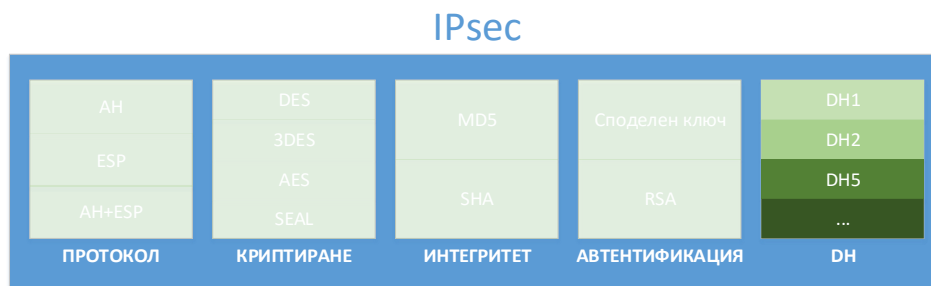 IPsec
AH
ESP
AH+ESP
ПРОТОКОЛ
DES
3DES
AES
SEAL
КРИПТИРАНЕ
MD5
SHA
ИНТЕГРИТЕТ
Споделен ключ
RSA
АВТЕНТИФИКАЦИЯ
DH1
DH2
DH5
...
DH